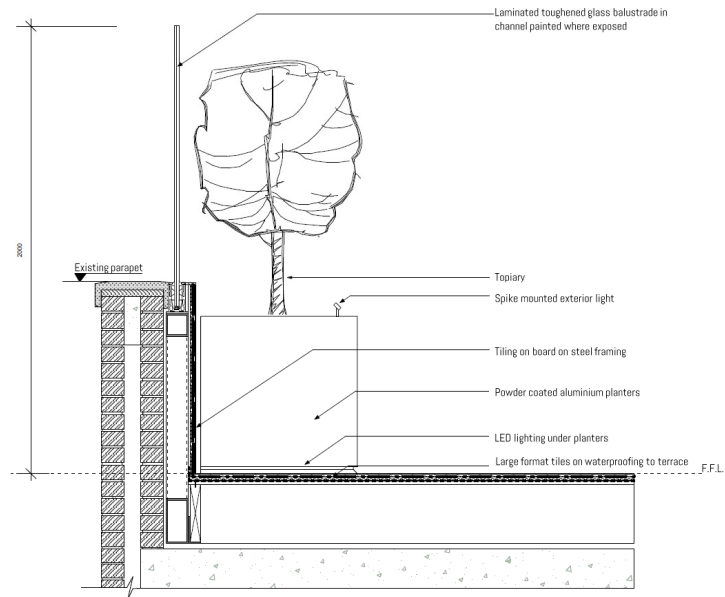 Laminated toughened glass balustrade in
channel painted where exposed
2000
Existing parapet
Topiary
Spike mounted exterior light
Tiling on board on steel framing
Powder coated aluminium planters
LED lighting under planters
Large format tiles on waterproofing to terrace
F.F.L.